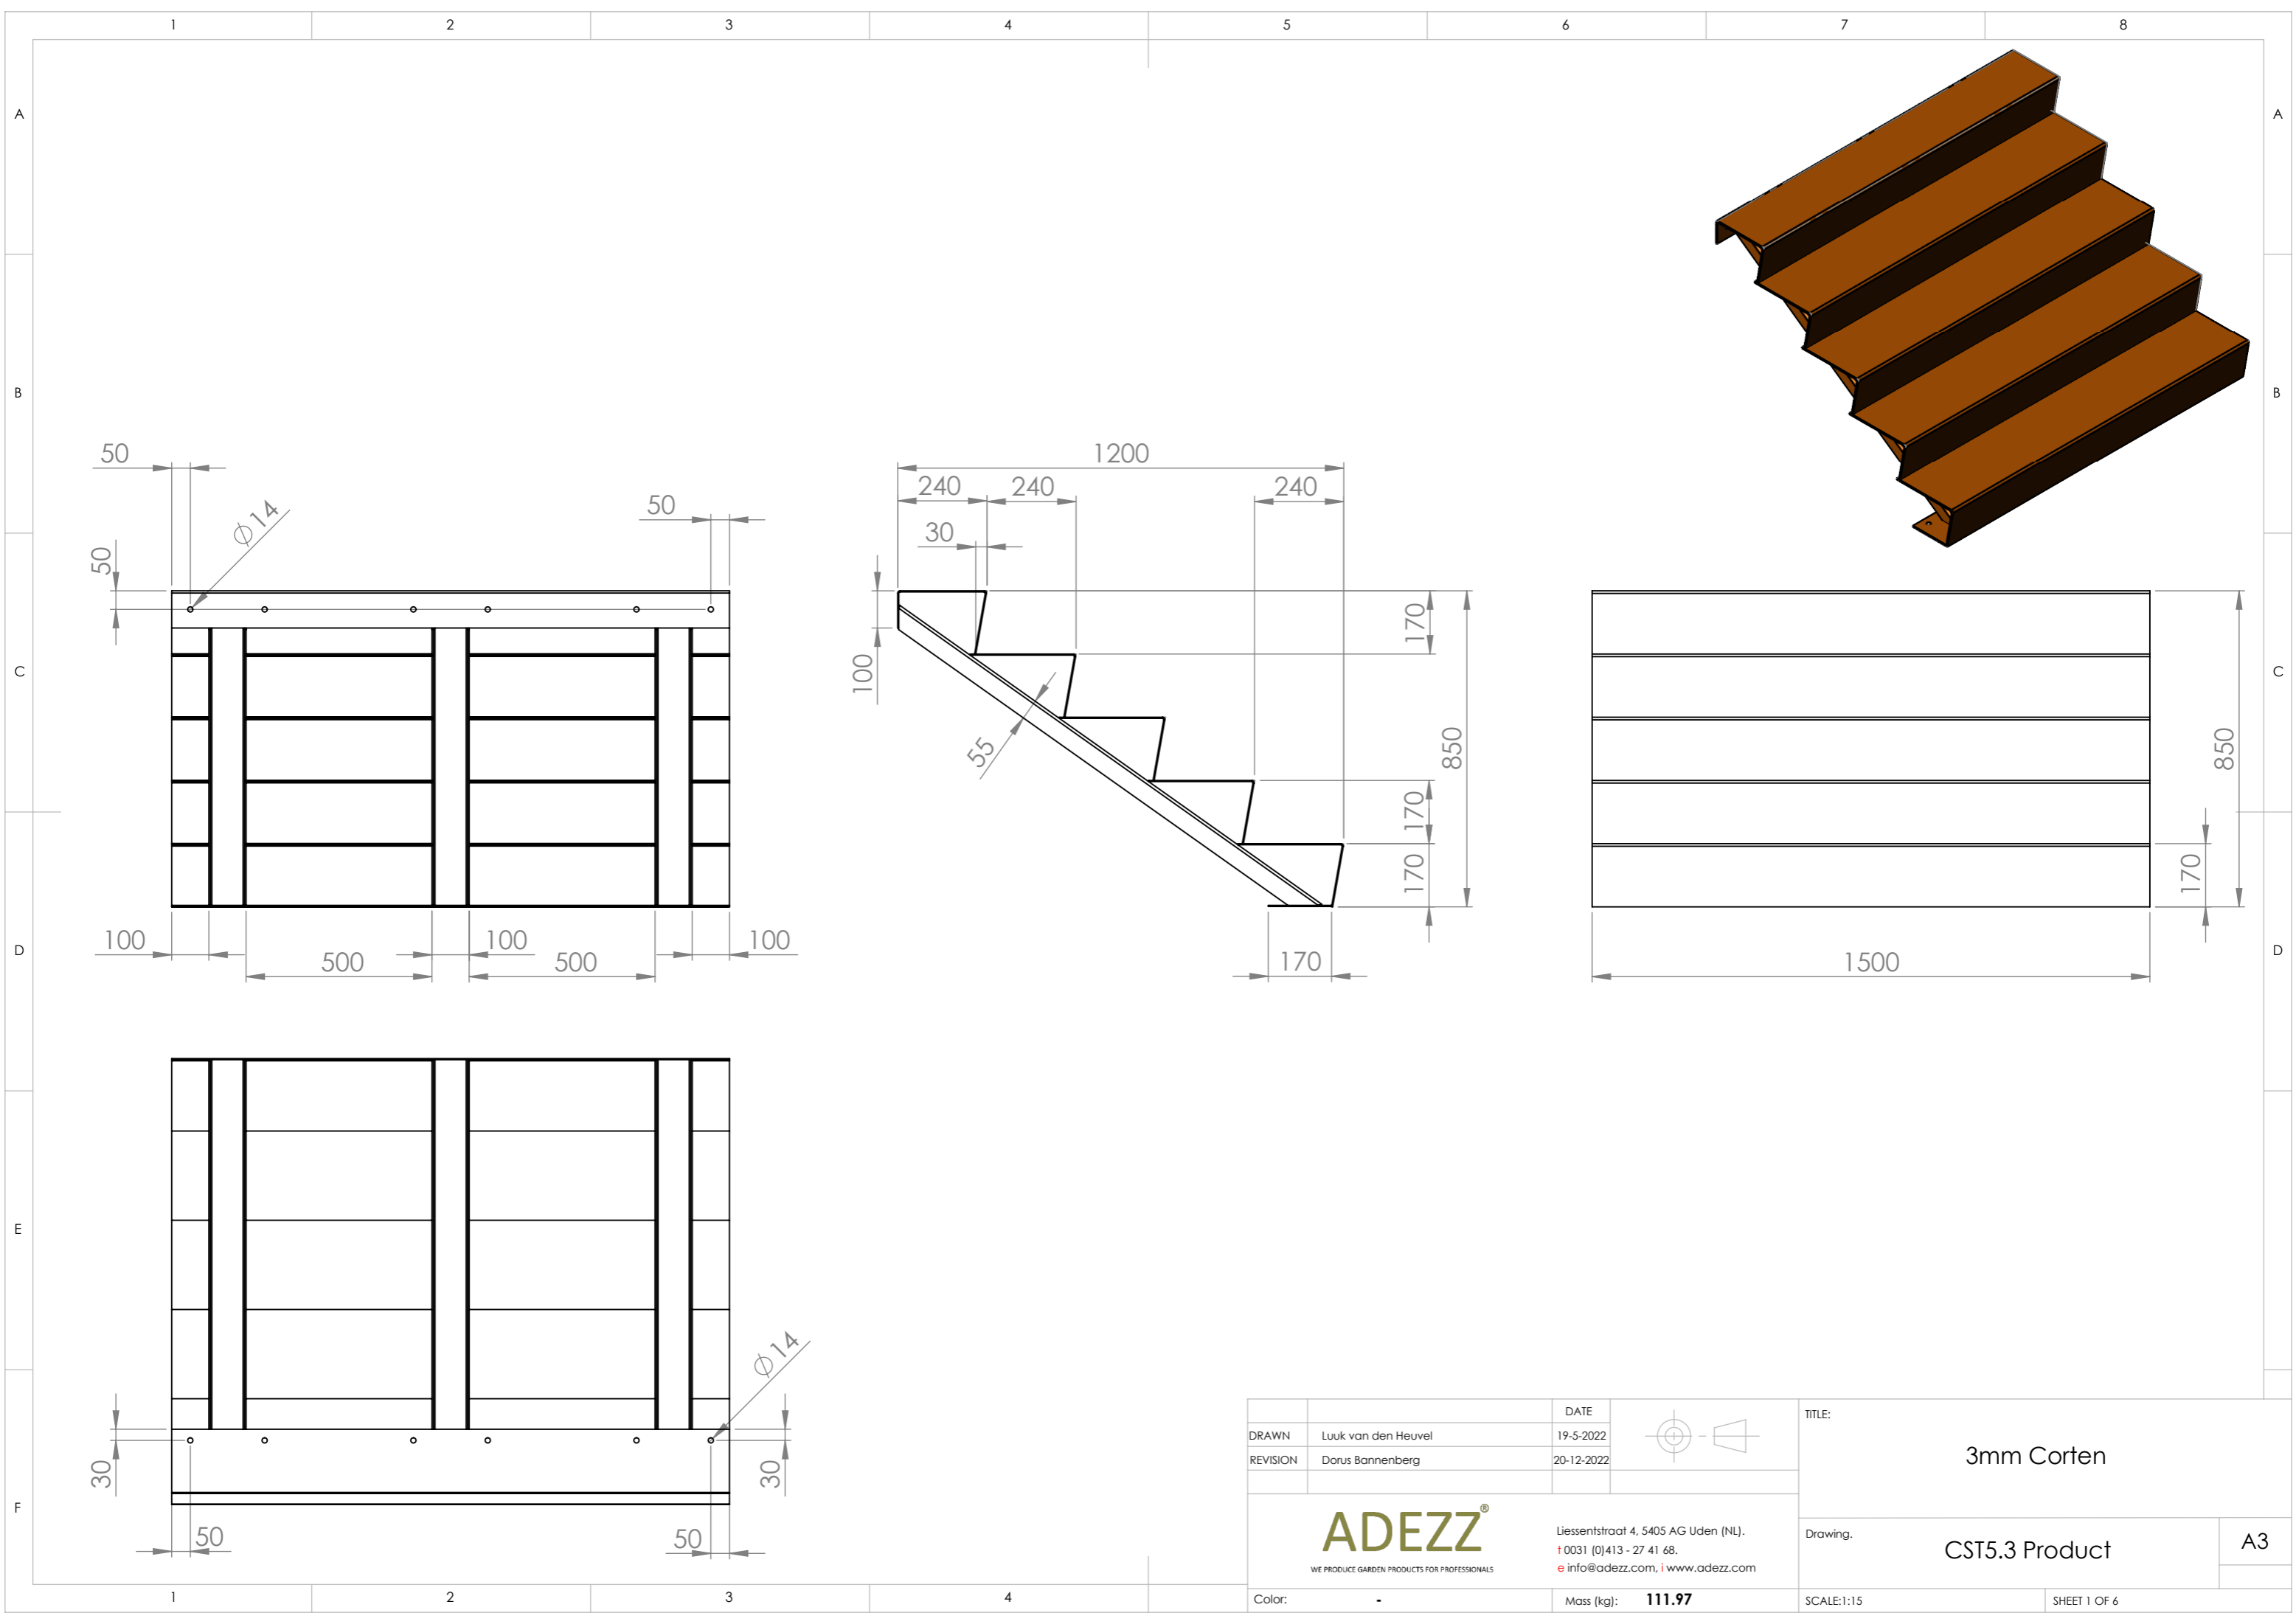 1 2 3 4 5 6 7 8
A A
B B
50
Ø14
50
50
1200
240 240 240
30
100
55
170
850
170
170
170
850
170
1500
C C
D D
100 500 100 500 100
Ø14
30 30
50 50
E
F
DATE
DRAWN Luuk van den Heuvel 19-5-2022
REVISION Dorus Bannenberg 20-12-2022
TITLE:
3mm Corten
ADEZZ®
WE PRODUCE GARDEN PRODUCTS FOR PROFESSIONALS
Liessentstraat 4, 5405 AG Uden (NL).
t 0031 (0)413 - 27 41 68.
e info@adezz.com, i www.adezz.com
Drawing.
CST5.3 Product
A3
Color: -
Mass (kg): 111.97
SCALE:1:15
SHEET 1 OF 6
1 2 3 4